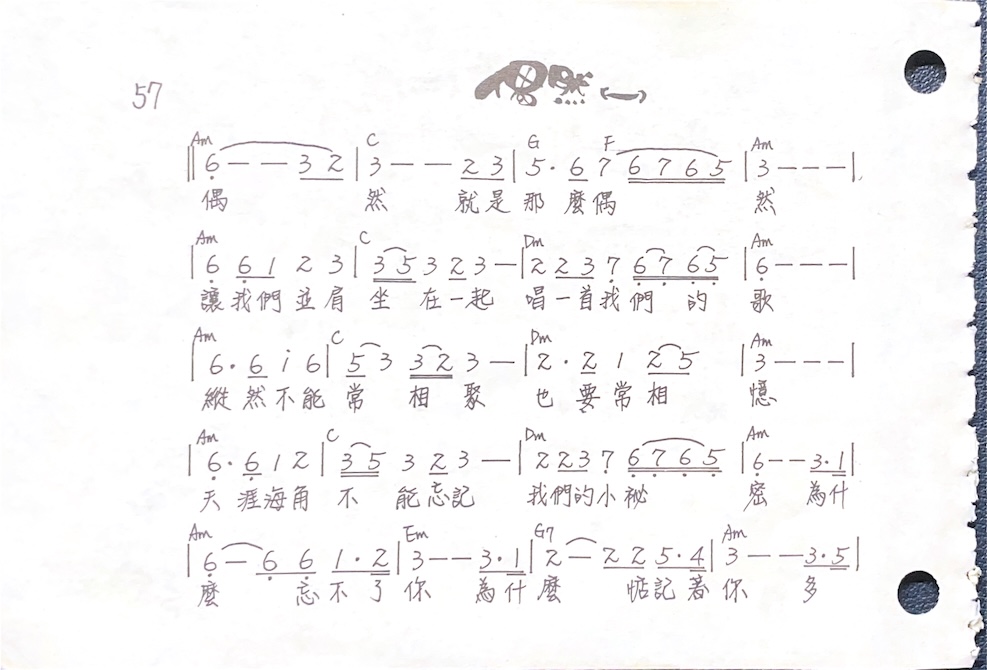 57
偶然(一)
Am C G F Am
‖6 — — 3 2 | 3 — — 2 3 | 5 · 6 7 6 7 6 5 | 3 — — — |
偶 然 就是那麼偶 然
Am C Dm Am
| 6 6 1 2 3 | 3 5 3 2 3 — | 2 2 3 7 6 7 6 5 | 6 — — — |
讓我們並肩坐在一起 唱一首我們的 歌
Am C Dm Am
| 6 · 6 i 6 | 5 3 3 2 3 — | 2 · 2 1 2 5 | 3 — — — |
縱然不能常相聚 也要常相 憶
Am C Dm Am
| 6 · 6 1 2 | 3 5 3 2 3 — | 2 2 3 7 6 7 6 5 | 6 — — 3 · 1 |
天涯海角不能忘記 我們的小祕 密 為什
Am Em G7 Am
| 6 — 6 6 1 · 2 | 3 — — 3 · 1 | 2 — 2 2 5 · 4 | 3 — — 3 · 5 |
麼 忘不了你 為什麼 惦記著你 多